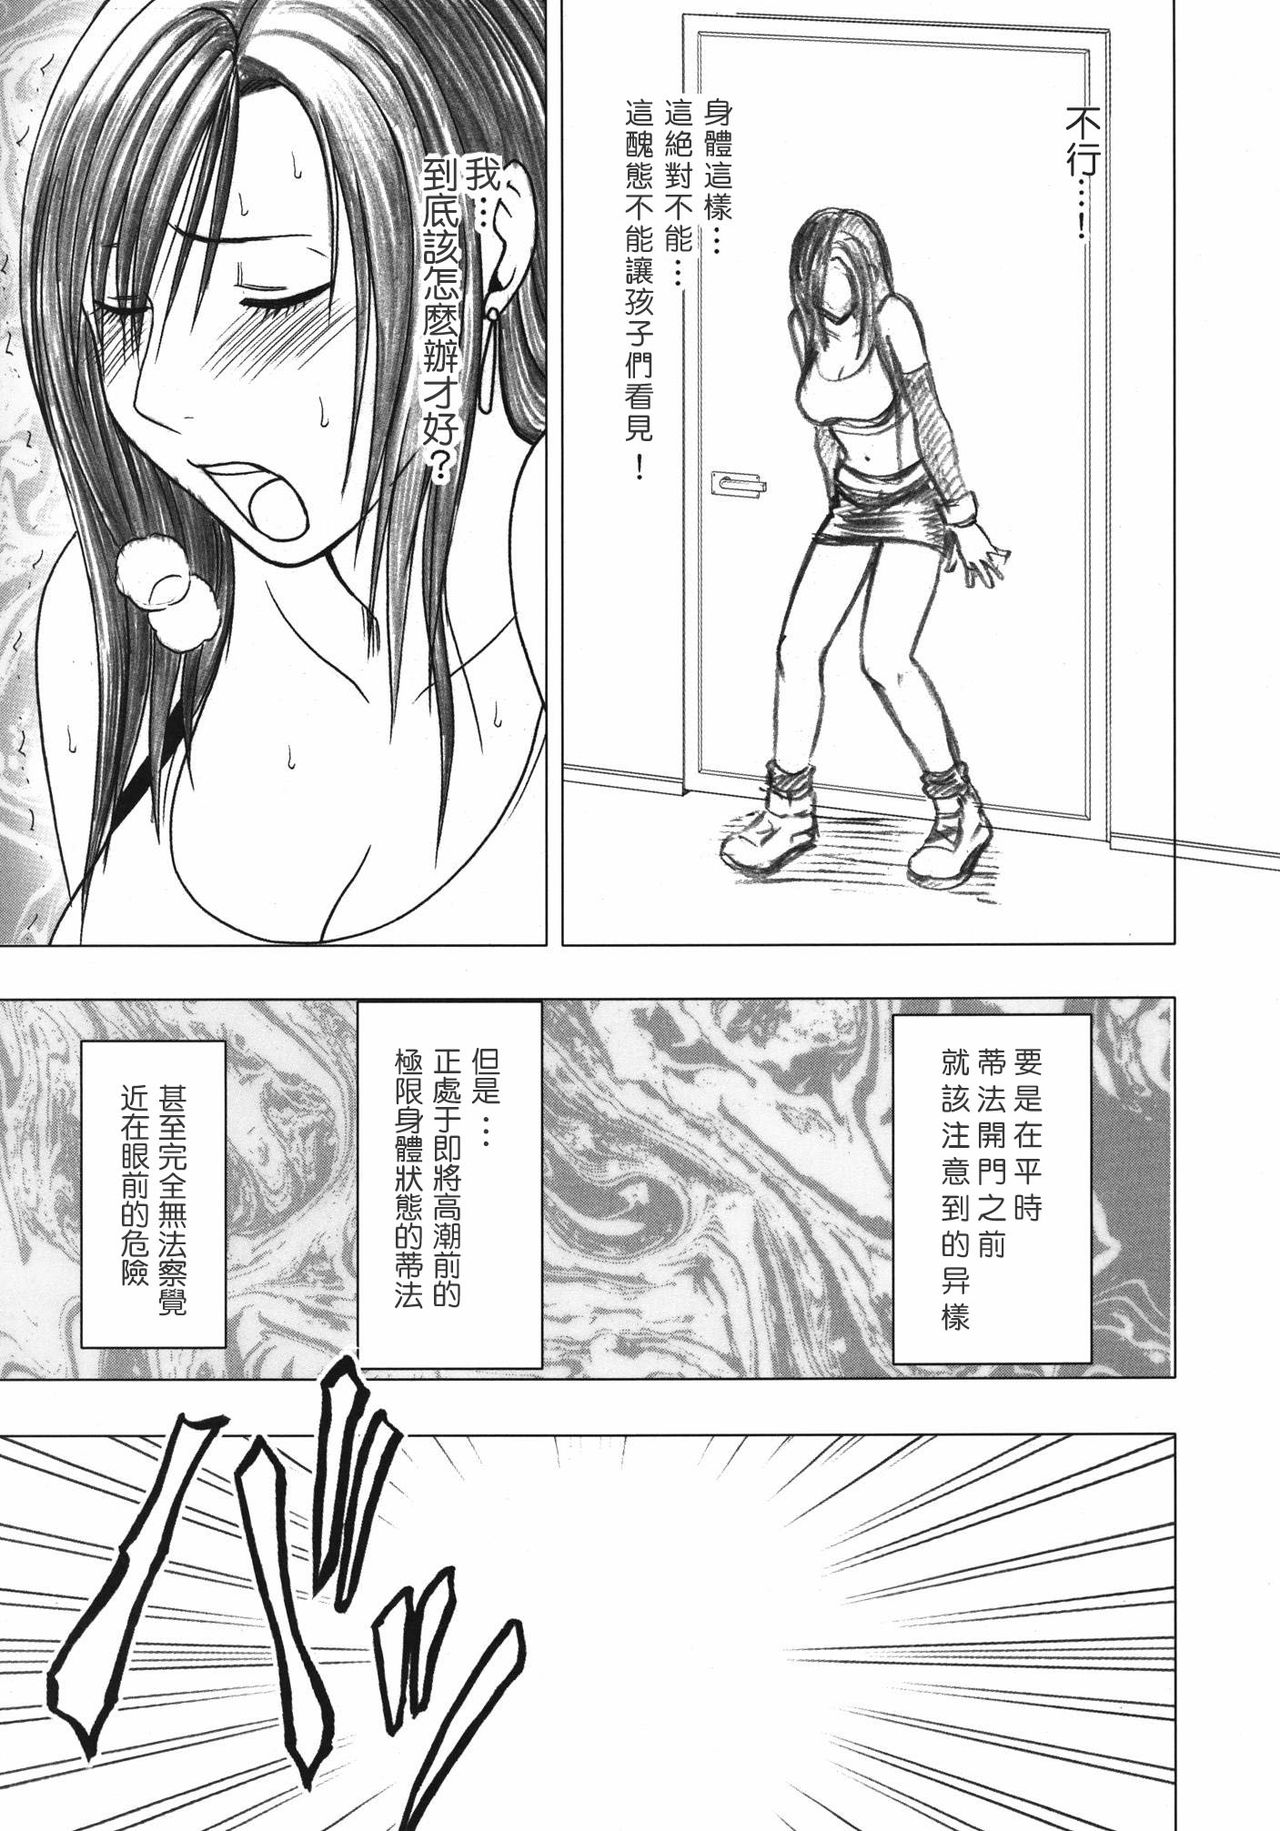 不行…!
身體這樣…
這絕對不能…
這醜態不能讓孩子們看見！
我…
到底該怎麼辦才好？
要是在平時
蒂法開門之前
就該注意到的异樣
但是…
正處于即將高潮前的
極限身體狀態的蒂法
甚至完全無法察覺
近在眼前的危險
バッ